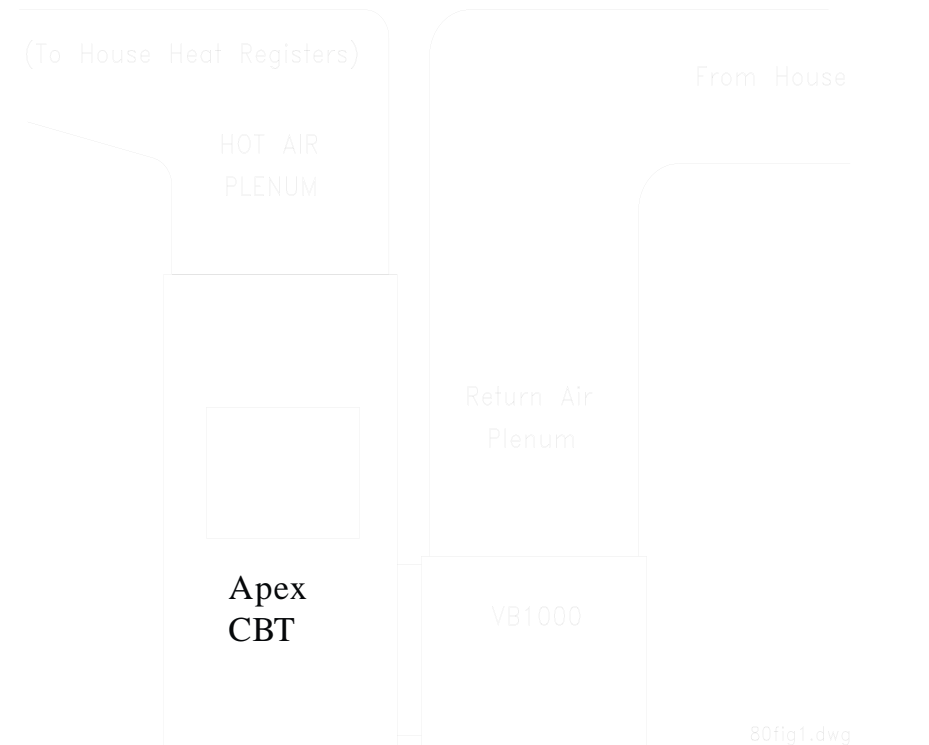 (To House Heat Registers)
From House
HOT AIR
PLENUM
Return Air
Plenum
Apex
CBT
VB1000
80fig1.dwg